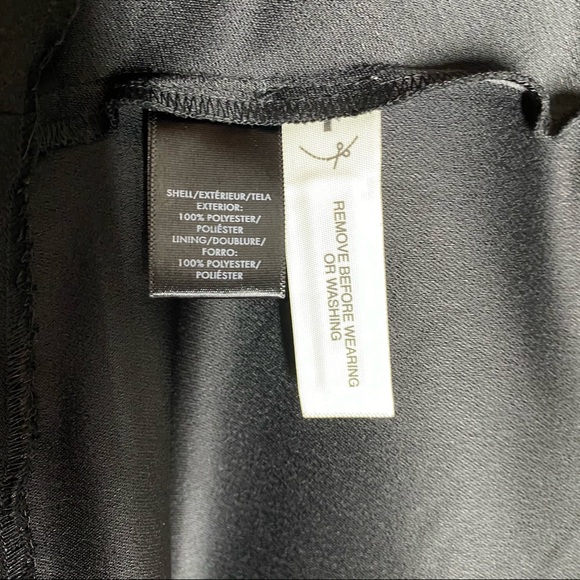 SHELL/EXTÉRIEUR/TELA
EXTERIOR:
100% POLYESTER/
POLIÉSTER
LINING/DOUBLURE/
FORRO:
100% POLYESTER/
POLIÉSTER
REMOVE BEFORE WEARING
OR WASHING